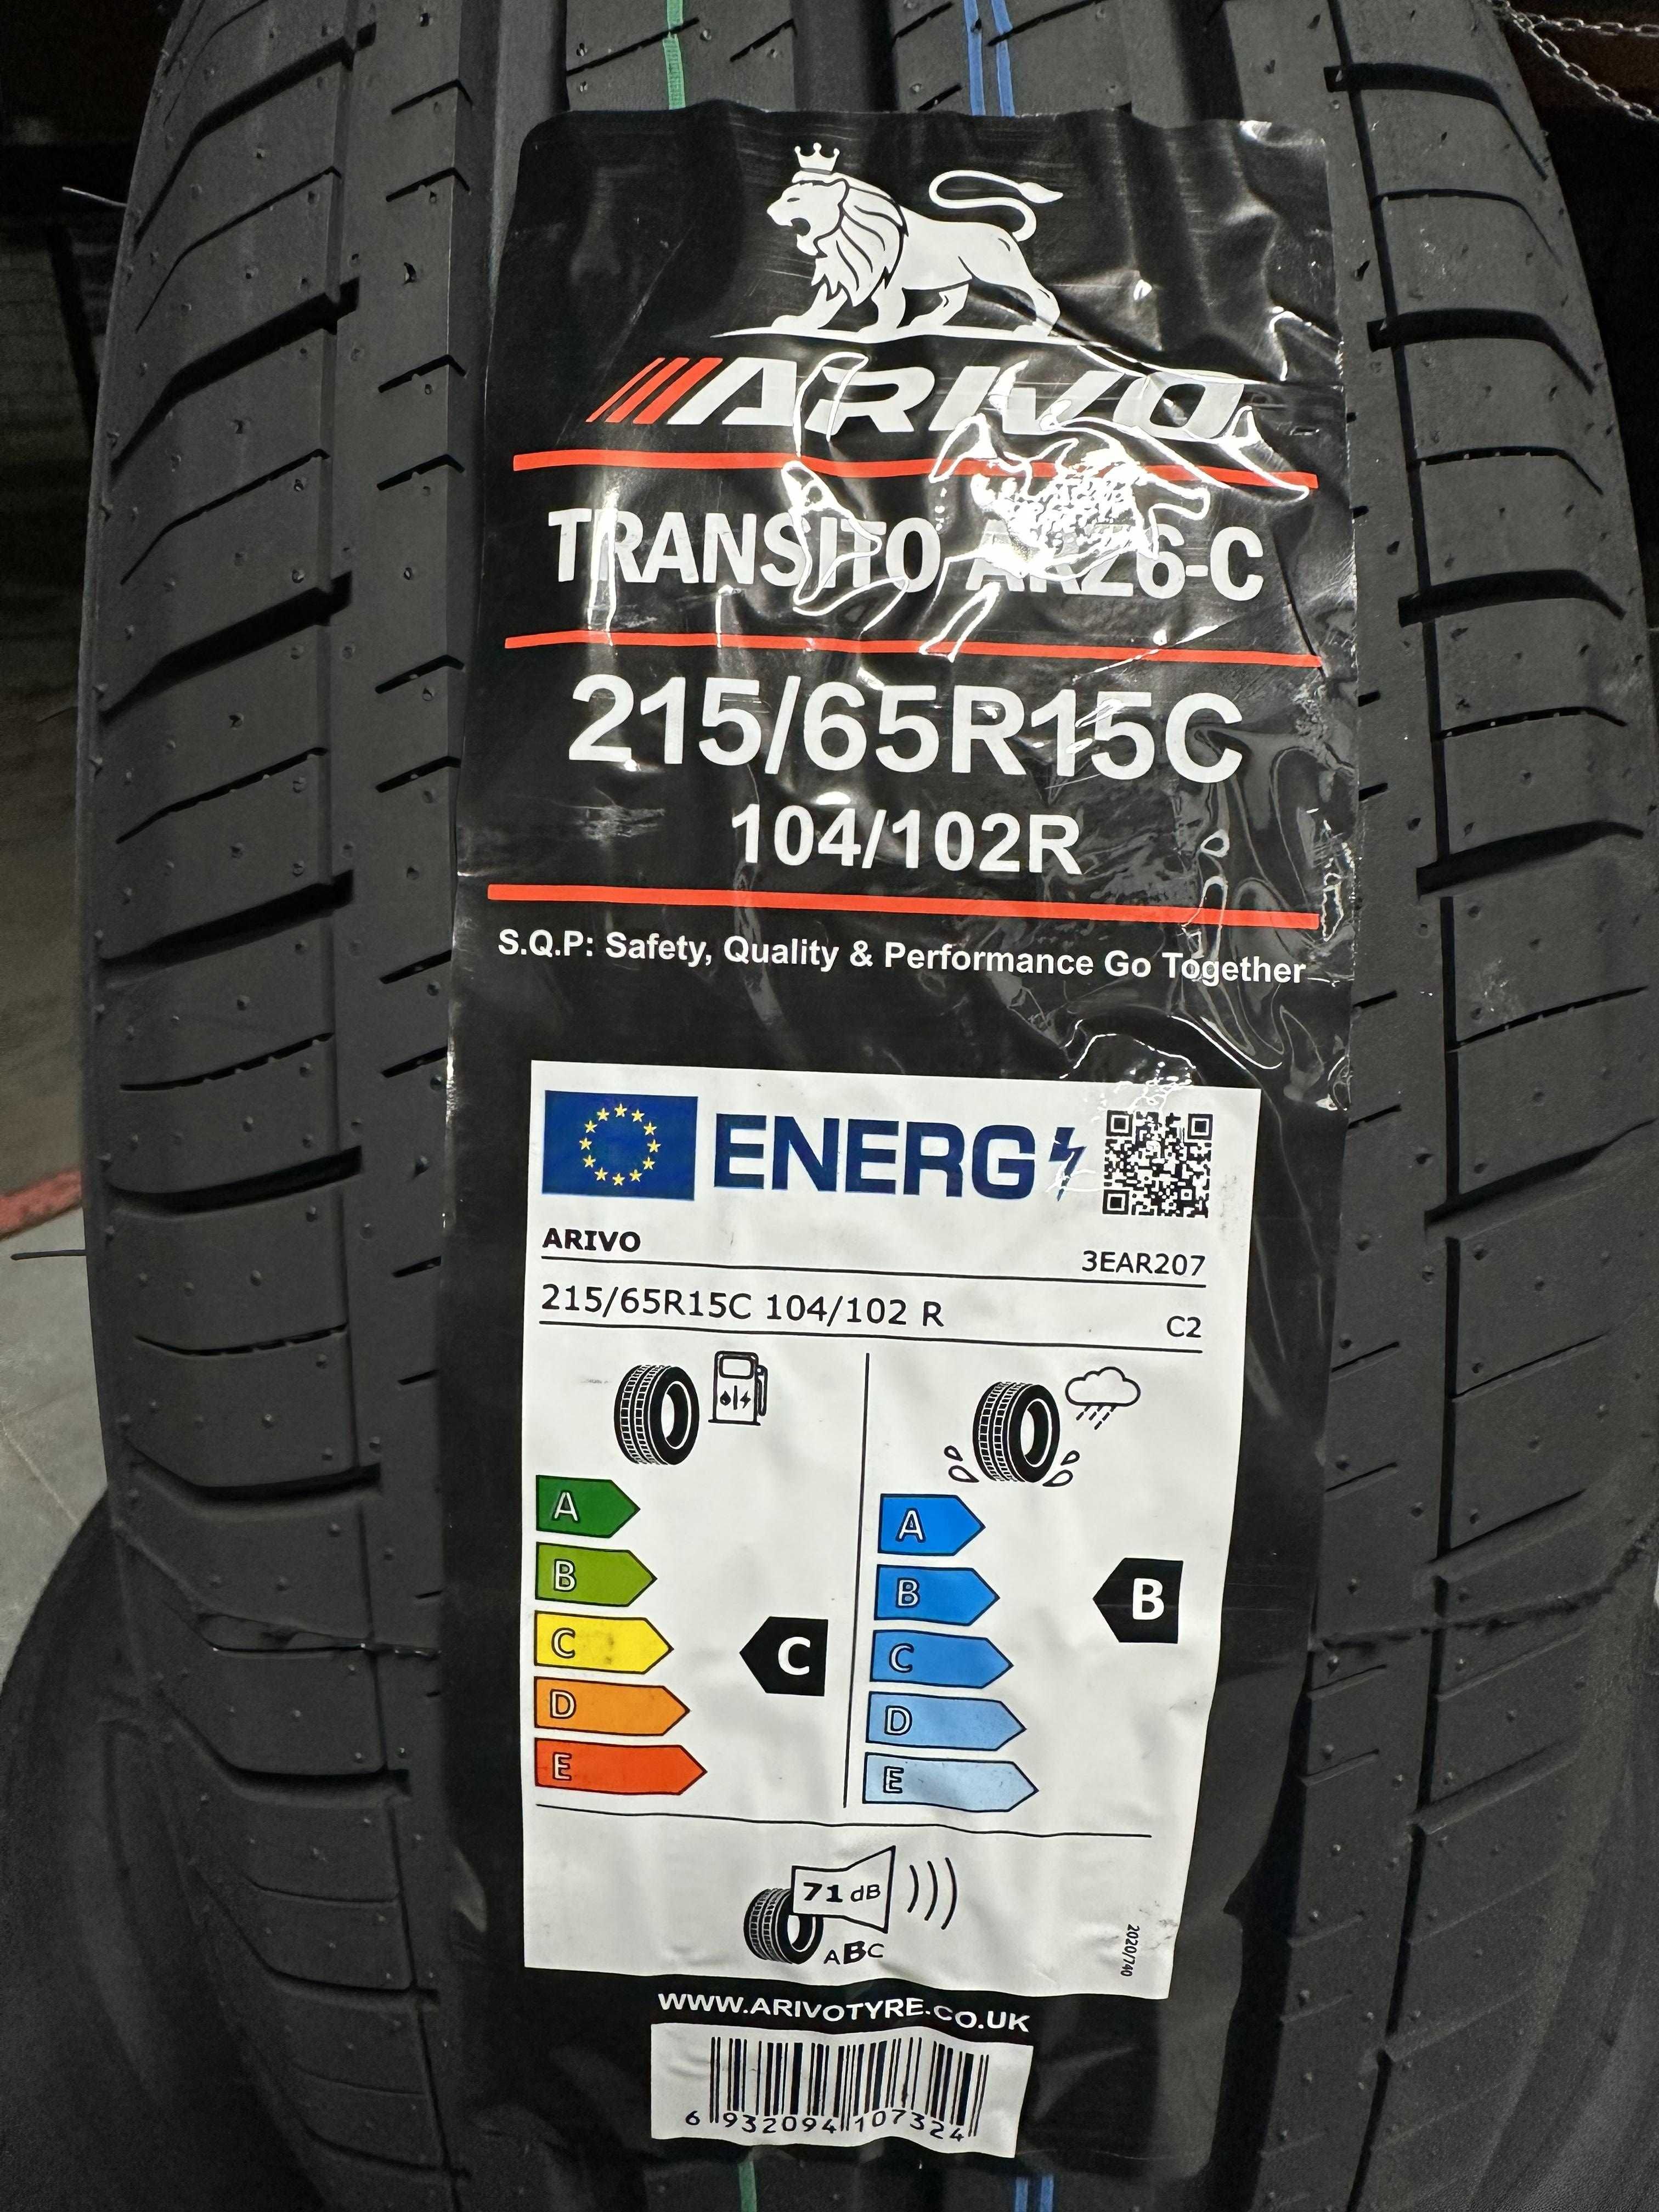 ARIVO
TRANSITO ARZ6-C
215/65R15C
104/102R
S.Q.P: Safety, Quality & Performance Go Together
ENERG
ARIVO
3EAR207
215/65R15C 104/102 R
C2
A
B
C
D
E
C
A
B
C
D
E
B
71 dB
ABC
2020/740
WWW.ARIVOTYRE.CO.UK
6 932094 107324